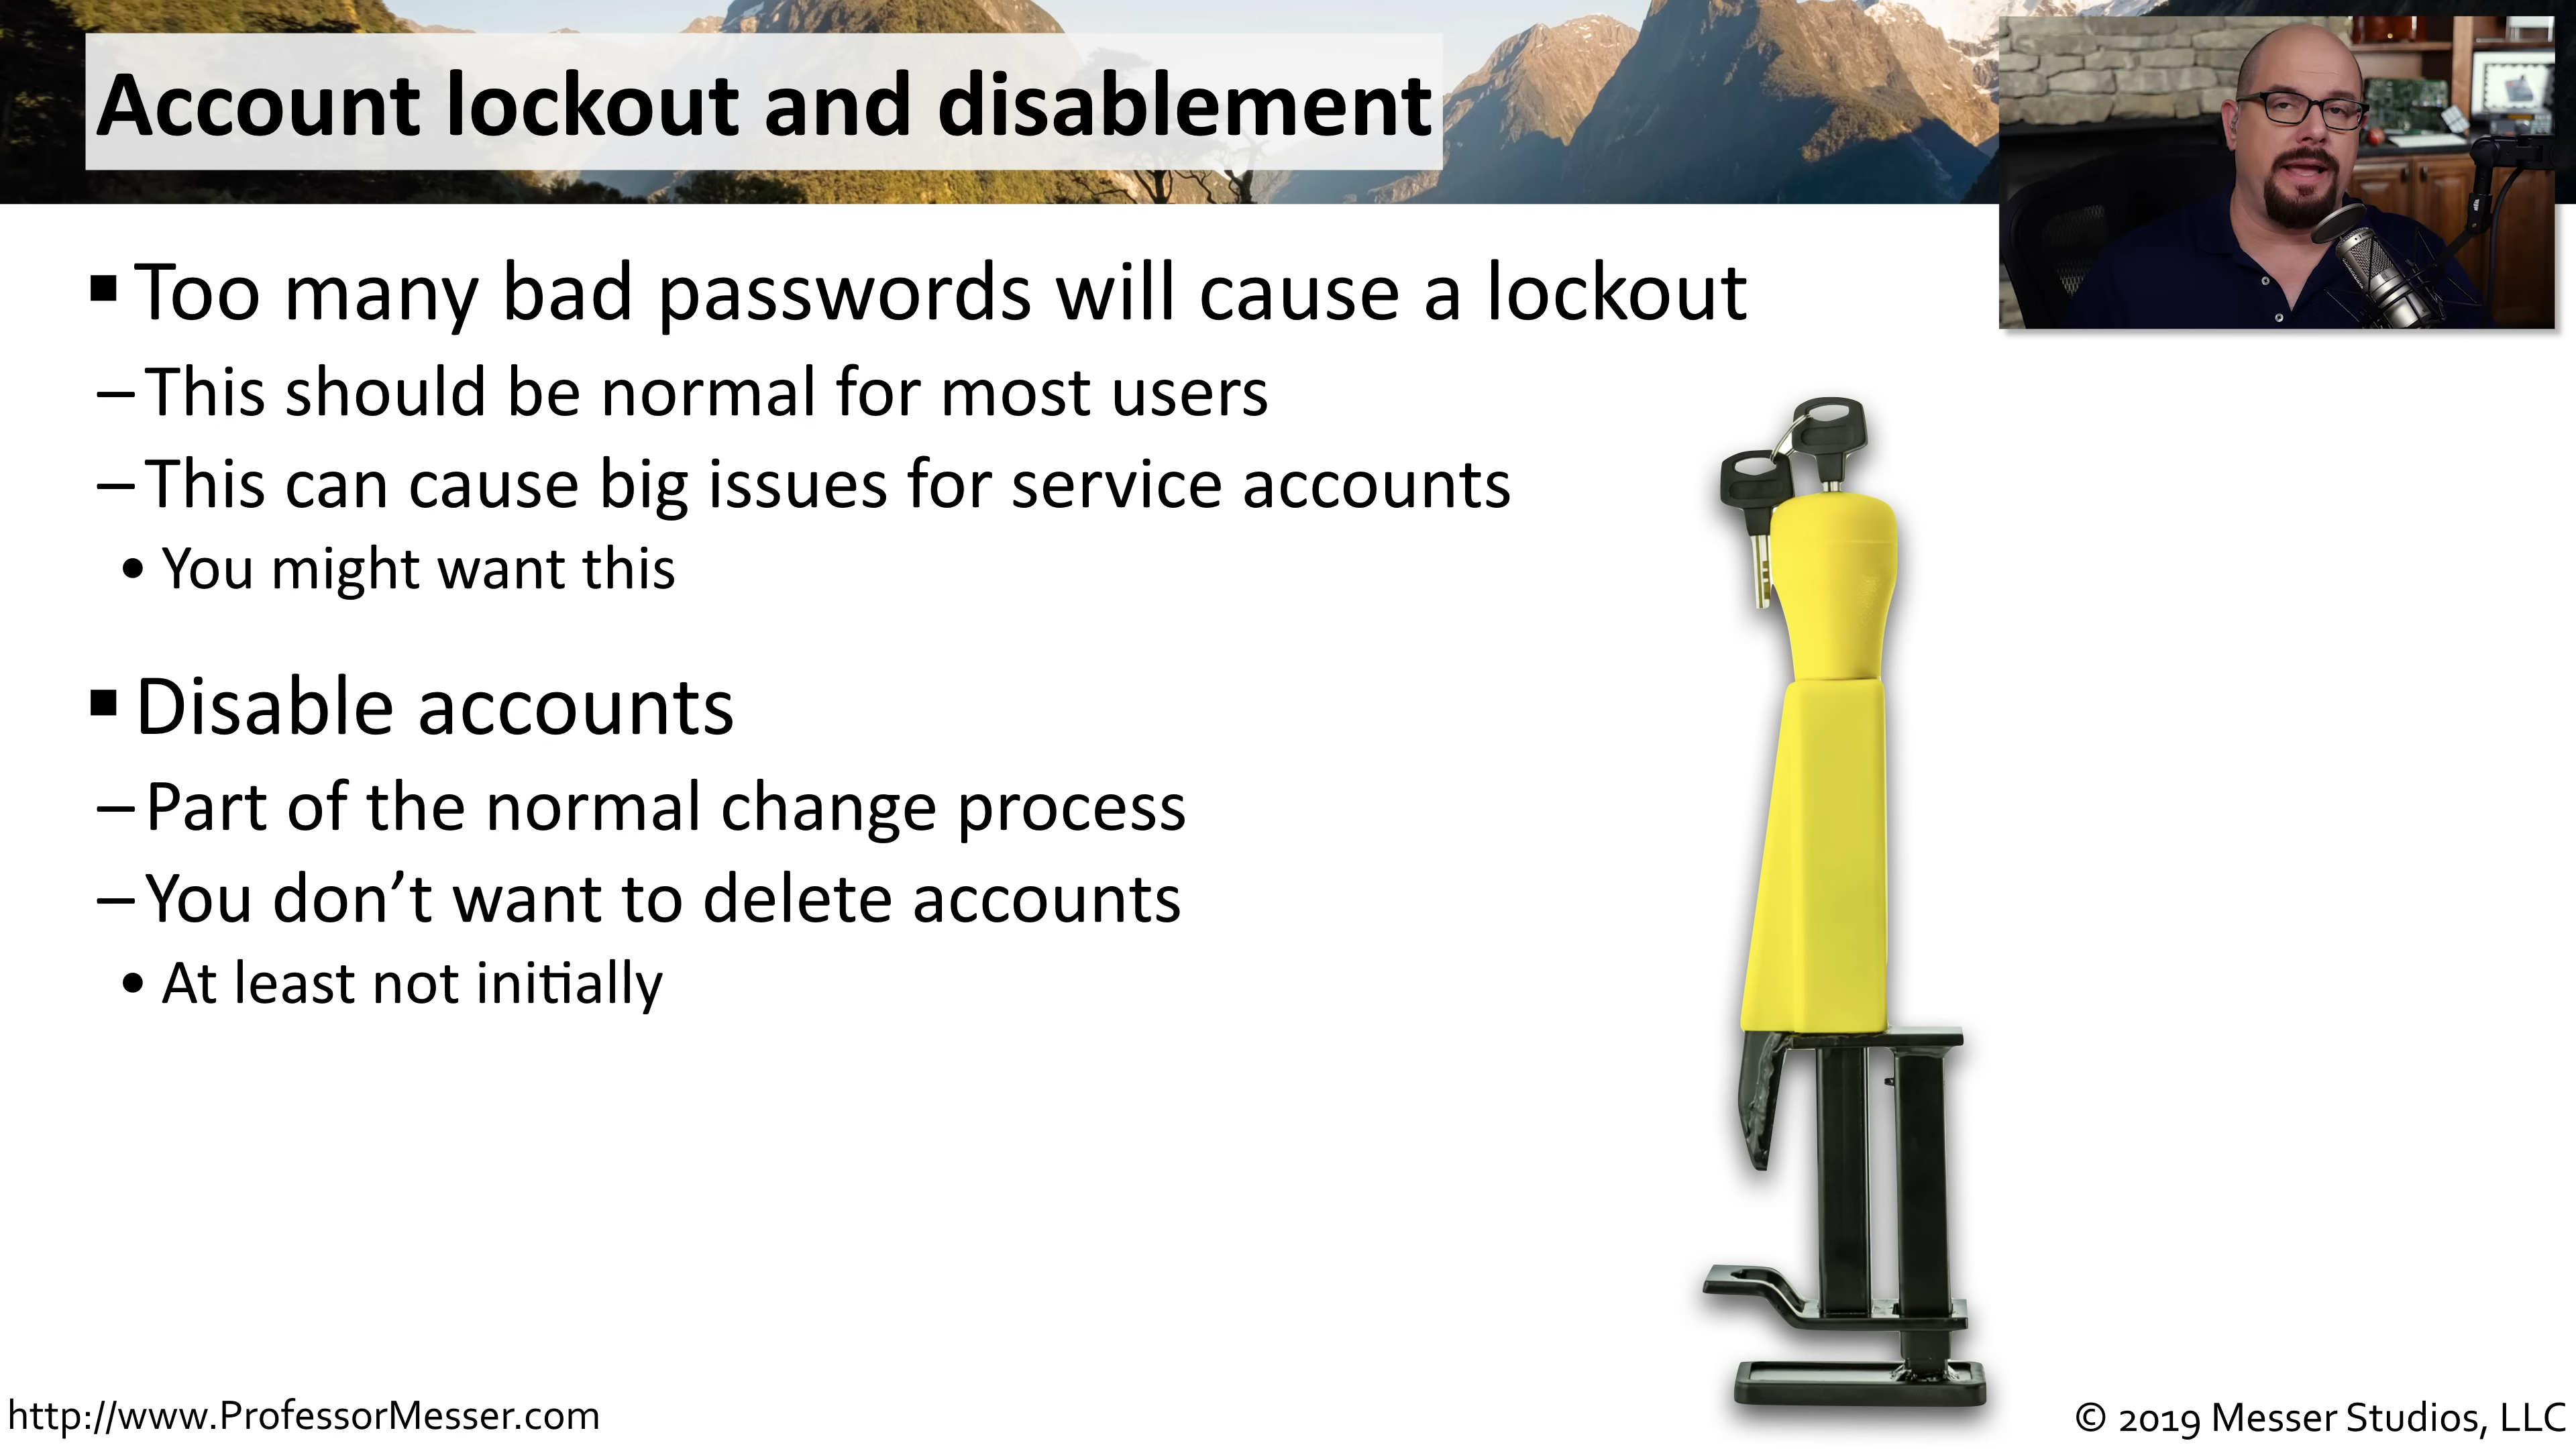 Account lockout and disablement
▪ Too many bad passwords will cause a lockout
– This should be normal for most users
– This can cause big issues for service accounts
• You might want this
▪ Disable accounts
– Part of the normal change process
– You don’t want to delete accounts
• At least not initially
http://www.ProfessorMesser.com
© 2019 Messer Studios, LLC